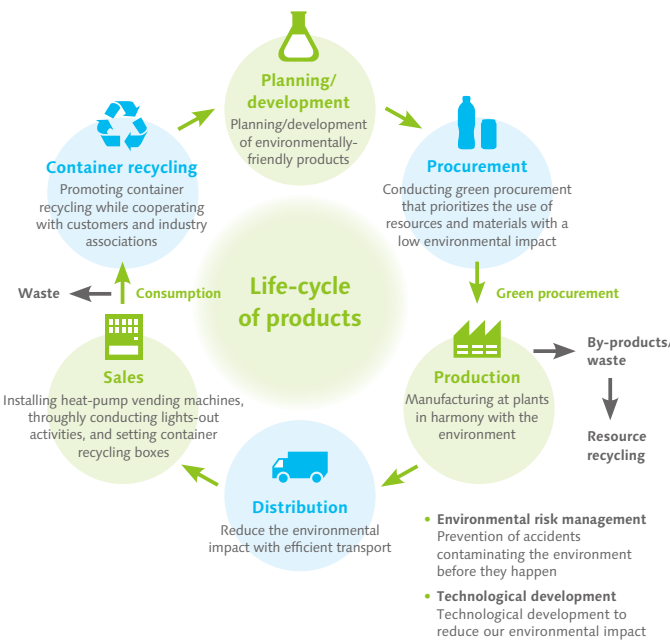 Planning/
development
Planning/development
of environmentally-
friendly products
Procurement
Conducting green procurement
that prioritizes the use of
resources and materials with a
low environmental impact
Green procurement
Production
Manufacturing at plants
in harmony with the
environment
By-products/
waste
Resource
recycling
Distribution
Reduce the environmental
impact with efficient transport
Sales
Installing heat-pump vending machines,
throughly conducting lights-out
activities, and setting container
recycling boxes
Waste
Consumption
Container recycling
Promoting container
recycling while cooperating
with customers and industry
associations
Life-cycle
of products
• Environmental risk management
Prevention of accidents
contaminating the environment
before they happen
• Technological development
Technological development to
reduce our environmental impact